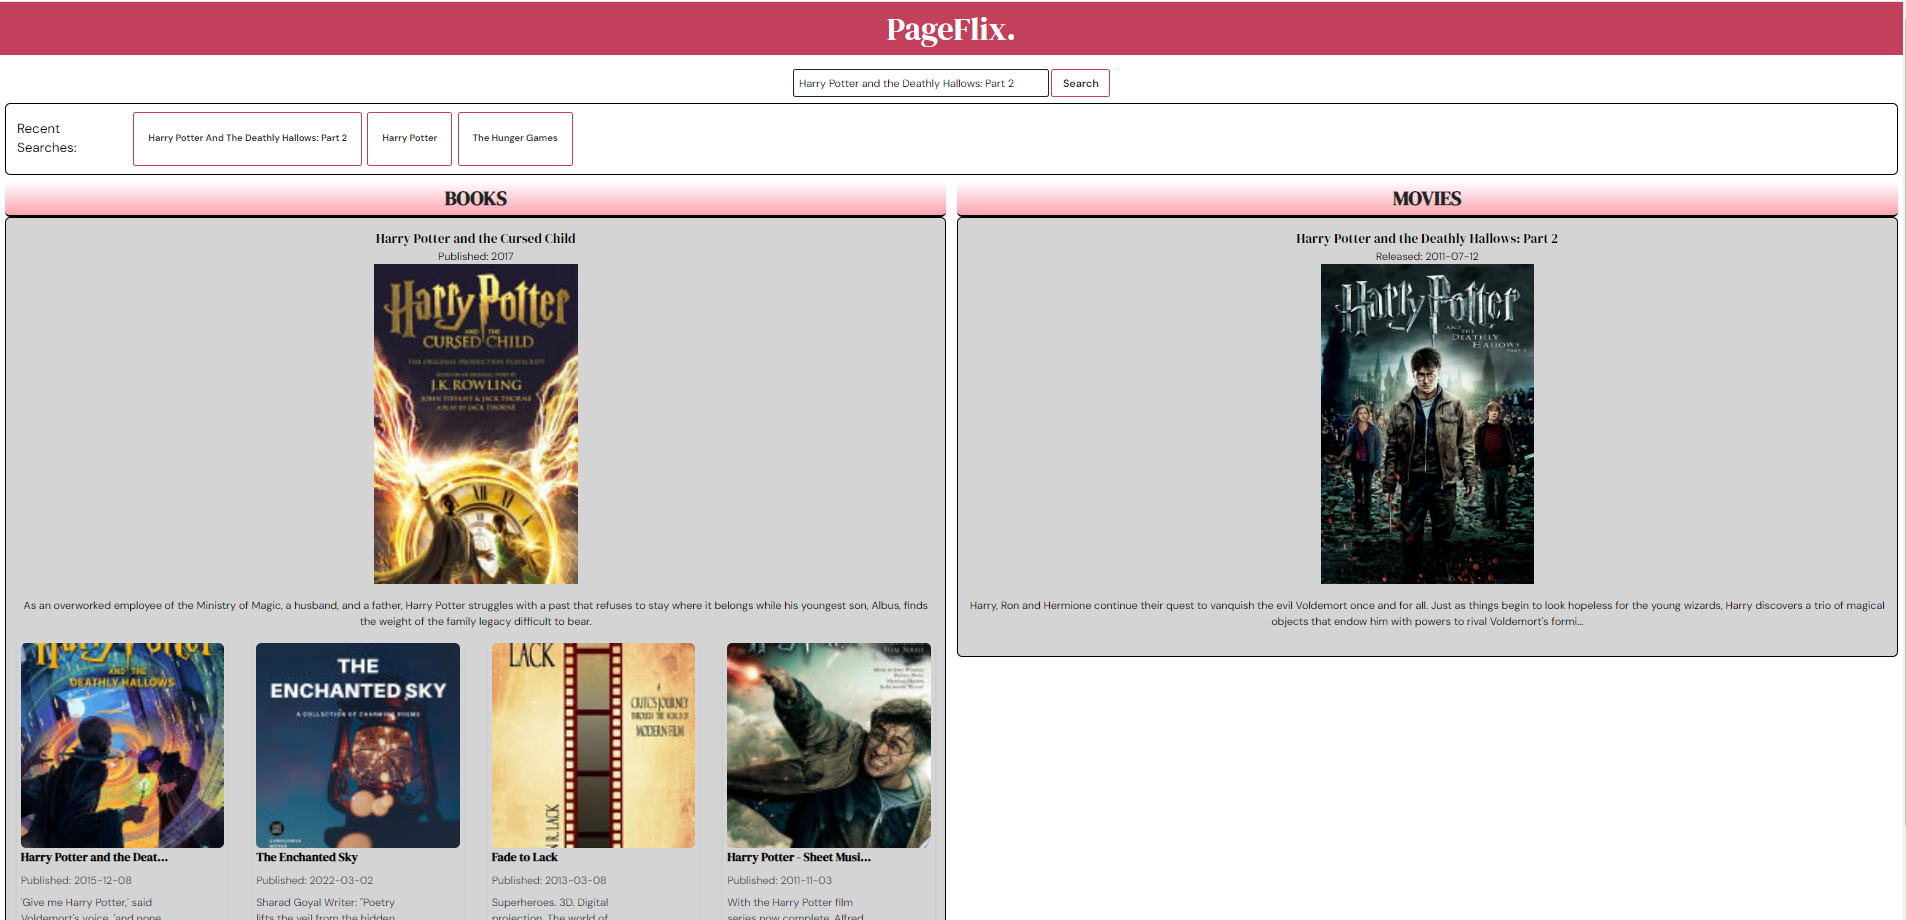 PageFlix.
Harry Potter and the Deathly Hallows: Part 2
Search
Recent
Searches:
Harry Potter And The Deathly Hallows: Part 2
Harry Potter
The Hunger Games
BOOKS
Harry Potter and the Cursed Child
Published: 2017
Harry Potter
AND THE
CURSED CHILD
THE ORIGINAL PRODUCTION PLAYSCRIPT
J.K. ROWLING
JOHN TIFFANY & JACK THORNE
A PLAY BY JACK THORNE
As an overworked employee of the Ministry of Magic, a husband, and a father, Harry Potter struggles with a past that refuses to stay where it belongs while his youngest son, Albus, finds
the weight of the family legacy difficult to bear.
AND THE
DEATHLY HALLOWS
THE
ENCHANTED SKY
A COLLECTION OF CHARMING POEMS
LACK
A
CRITIC'S JOURNEY
THROUGH THE WORLD OF
MODERN FILM
N R. LACK
FILM SERIES
Harry Potter and the Deat...
Published: 2015-12-08
'Give me Harry Potter,' said
Voldemort's voice, 'and none
The Enchanted Sky
Published: 2022-03-02
Sharad Goyal Writer: "Poetry
lifts the veil from the hidden
Fade to Lack
Published: 2013-03-08
Superheroes. 3D. Digital
projection. The world of
Harry Potter - Sheet Musi...
Published: 2011-11-03
With the Harry Potter film
series now complete, Alfred
MOVIES
Harry Potter and the Deathly Hallows: Part 2
Released: 2011-07-12
Harry Potter
AND
THE
DEATHLY
HALLOWS
PART 2
Harry, Ron and Hermione continue their quest to vanquish the evil Voldemort once and for all. Just as things begin to look hopeless for the young wizards, Harry discovers a trio of magical
objects that endow him with powers to rival Voldemort's formi...